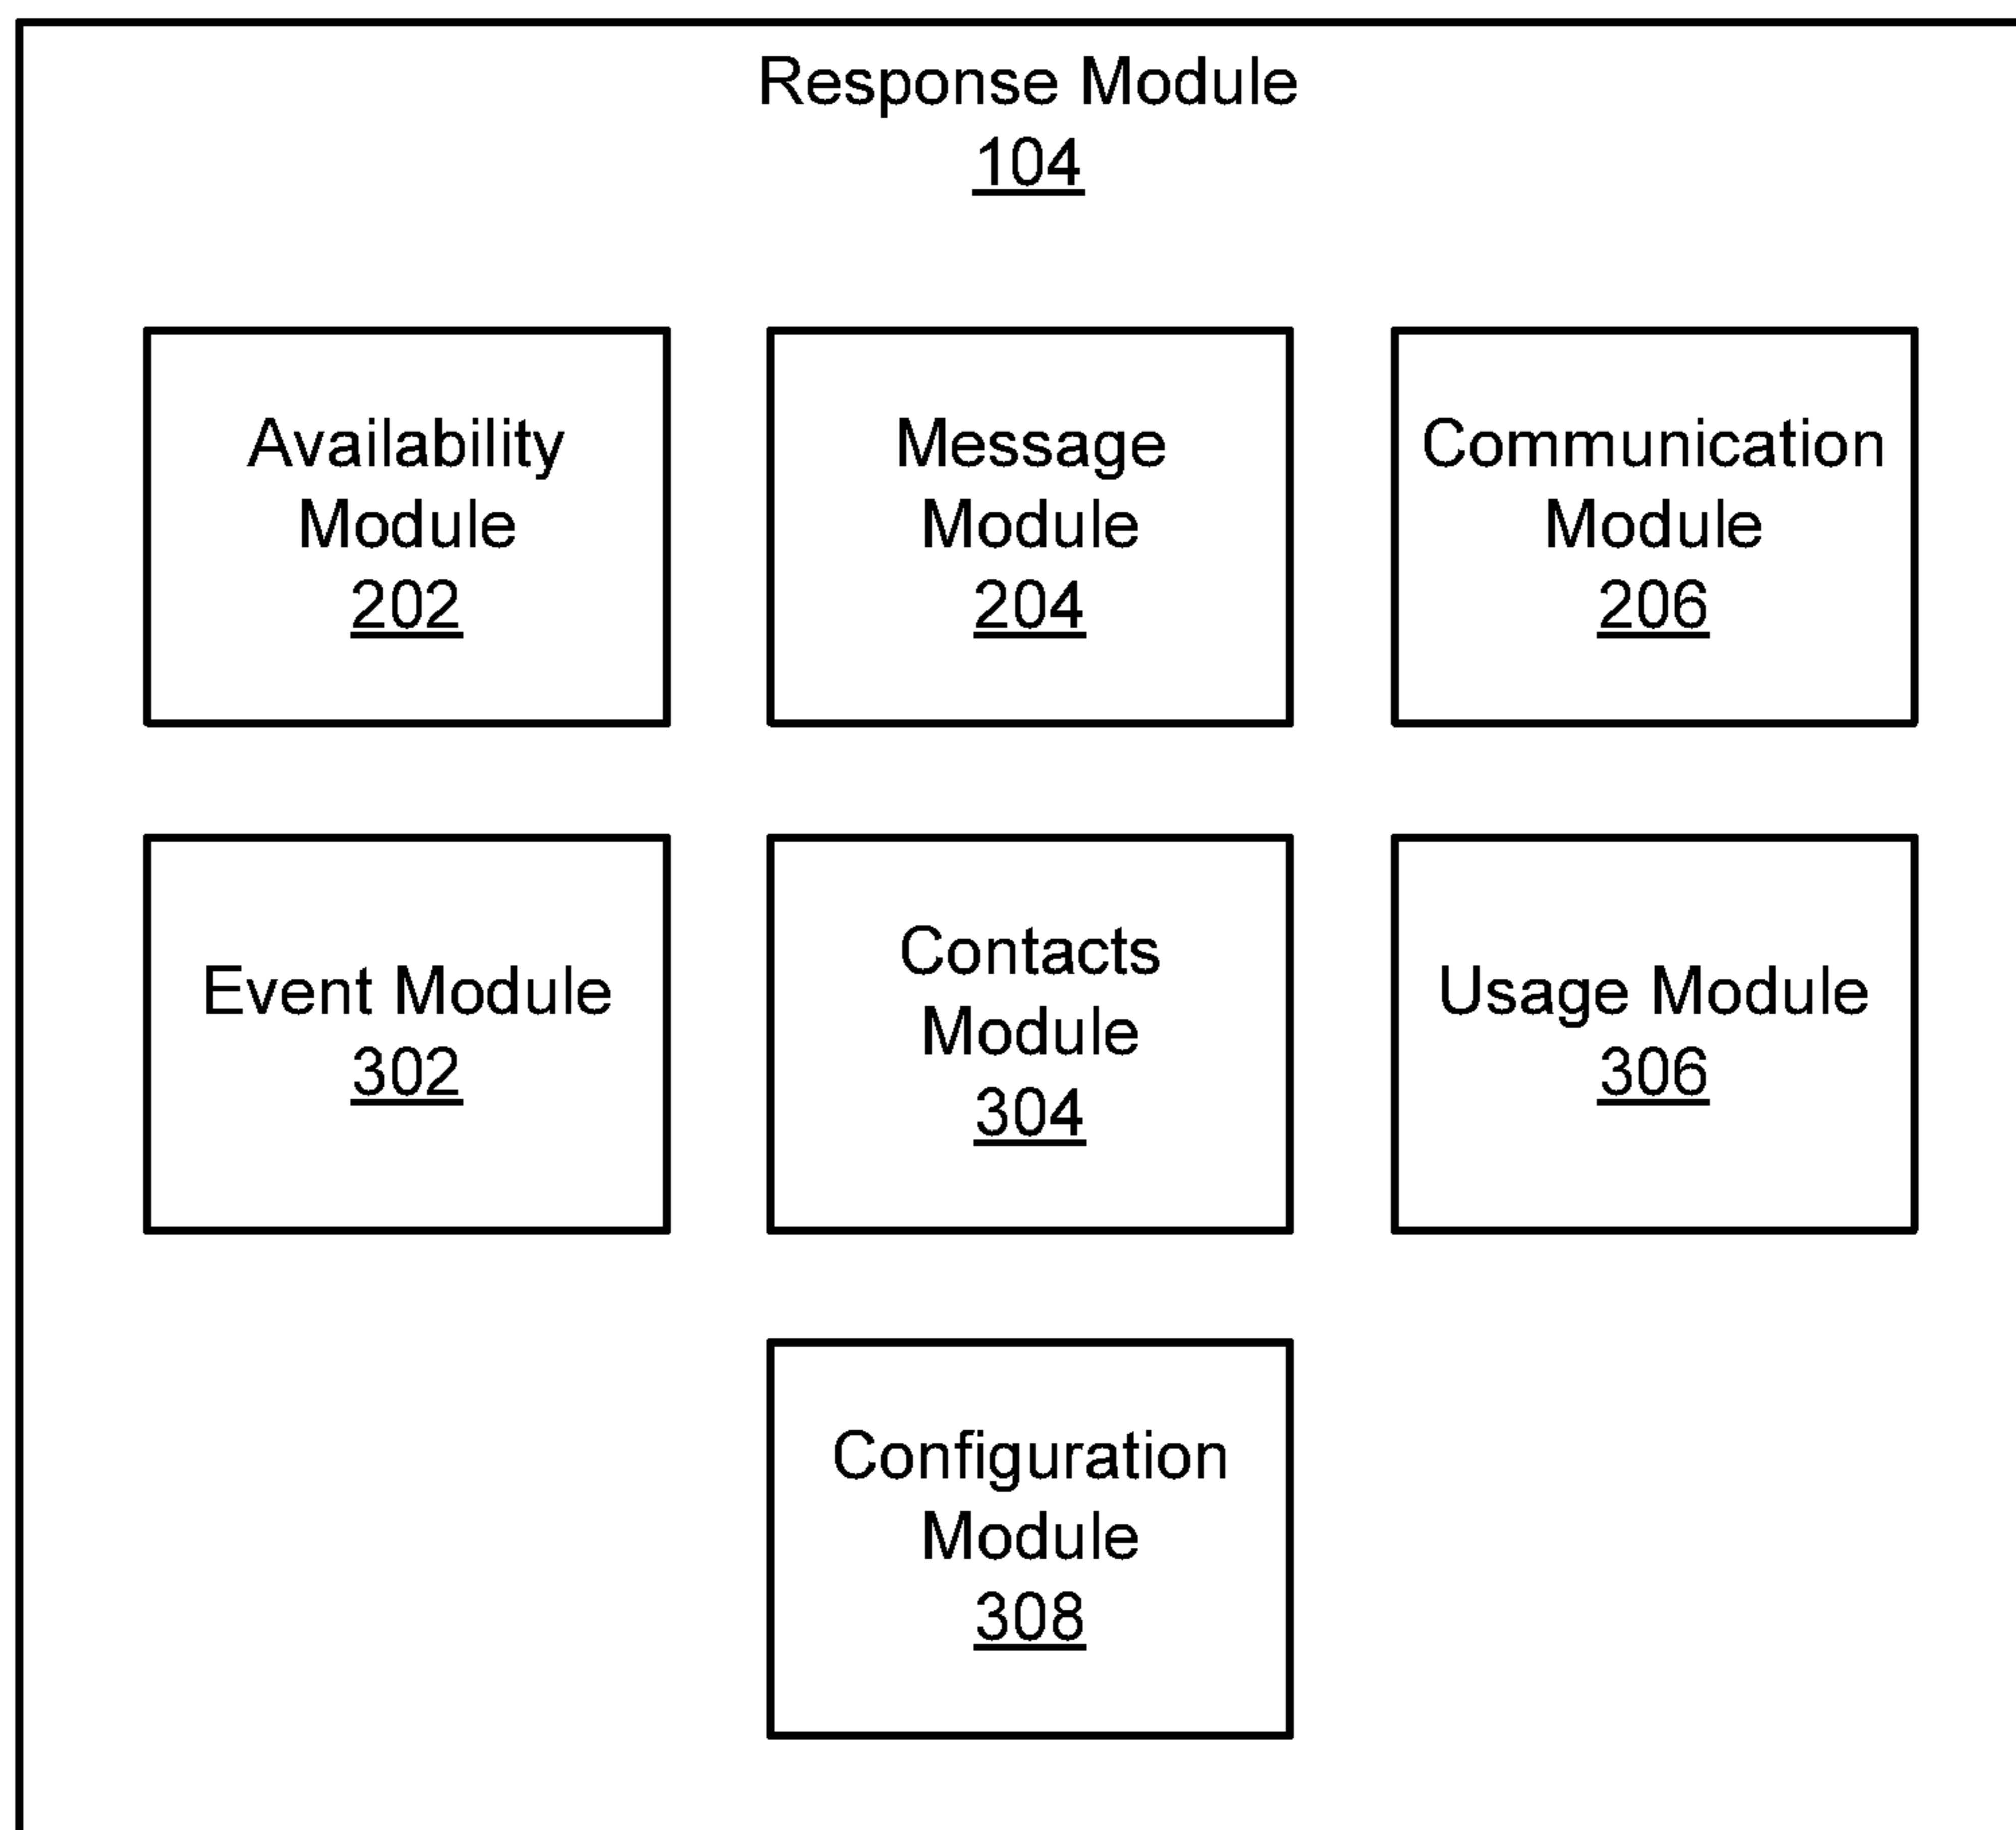 Response Module
104
Availability
Module
202
Message
Module
204
Communication
Module
206
Event Module
302
Contacts
Module
304
Usage Module
306
Configuration
Module
308